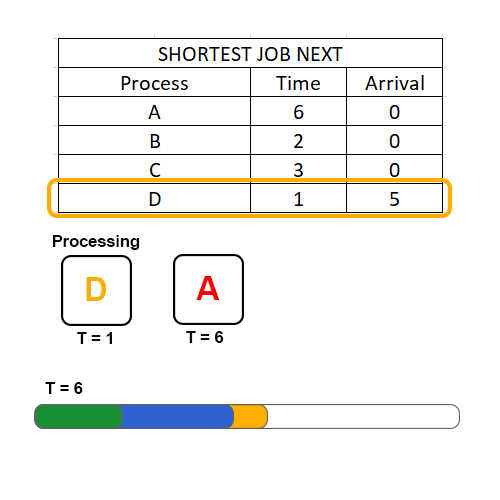 SHORTEST JOB NEXT
Process Time Arrival
A 6 0
B 2 0
C 3 0
D 1 5
Processing
D A
T = 1 T = 6
T = 6